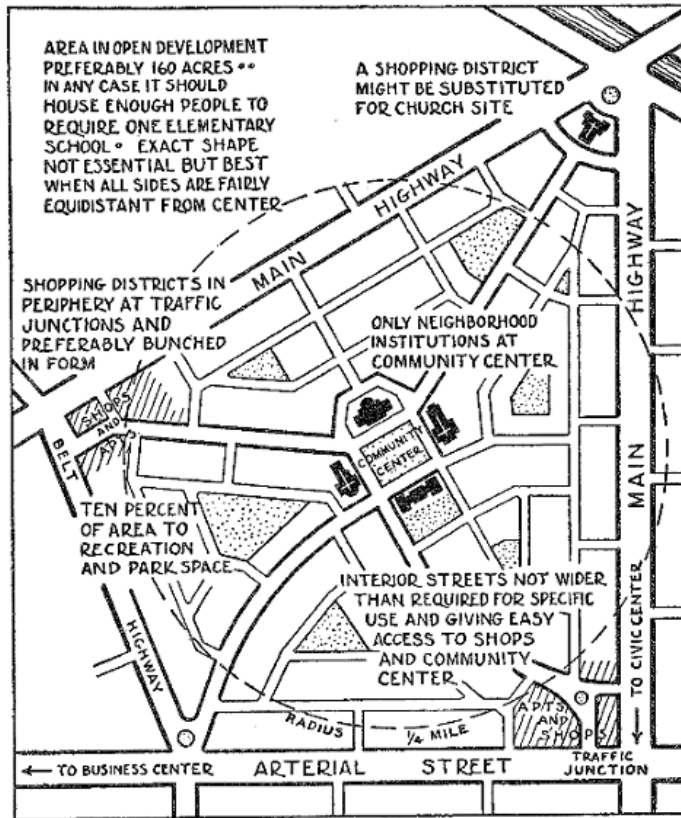 AREA IN OPEN DEVELOPMENT
PREFERABLY 160 ACRES ••
IN ANY CASE IT SHOULD
HOUSE ENOUGH PEOPLE TO
REQUIRE ONE ELEMENTARY
SCHOOL • EXACT SHAPE
NOT ESSENTIAL BUT BEST
WHEN ALL SIDES ARE FAIRLY
EQUIDISTANT FROM CENTER
A SHOPPING DISTRICT
MIGHT BE SUBSTITUTED
FOR CHURCH SITE
MAIN HIGHWAY
HIGHWAY
MAIN
SHOPPING DISTRICTS IN
PERIPHERY AT TRAFFIC
JUNCTIONS AND
PREFERABLY BUNCHED
IN FORM
ONLY NEIGHBORHOOD
INSTITUTIONS AT
COMMUNITY CENTER
SHOPS
AND
APTS
BELT
HIGHWAY
COMMUNITY
CENTER
TEN PERCENT
OF AREA TO
RECREATION
AND PARK SPACE
INTERIOR STREETS NOT WIDER
THAN REQUIRED FOR SPECIFIC
USE AND GIVING EASY
ACCESS TO SHOPS
AND COMMUNITY
CENTER
TO CIVIC CENTER
RADIUS 1/4 MILE
APTS
AND
SHOPS
TRAFFIC
JUNCTION
← TO BUSINESS CENTER
ARTERIAL STREET